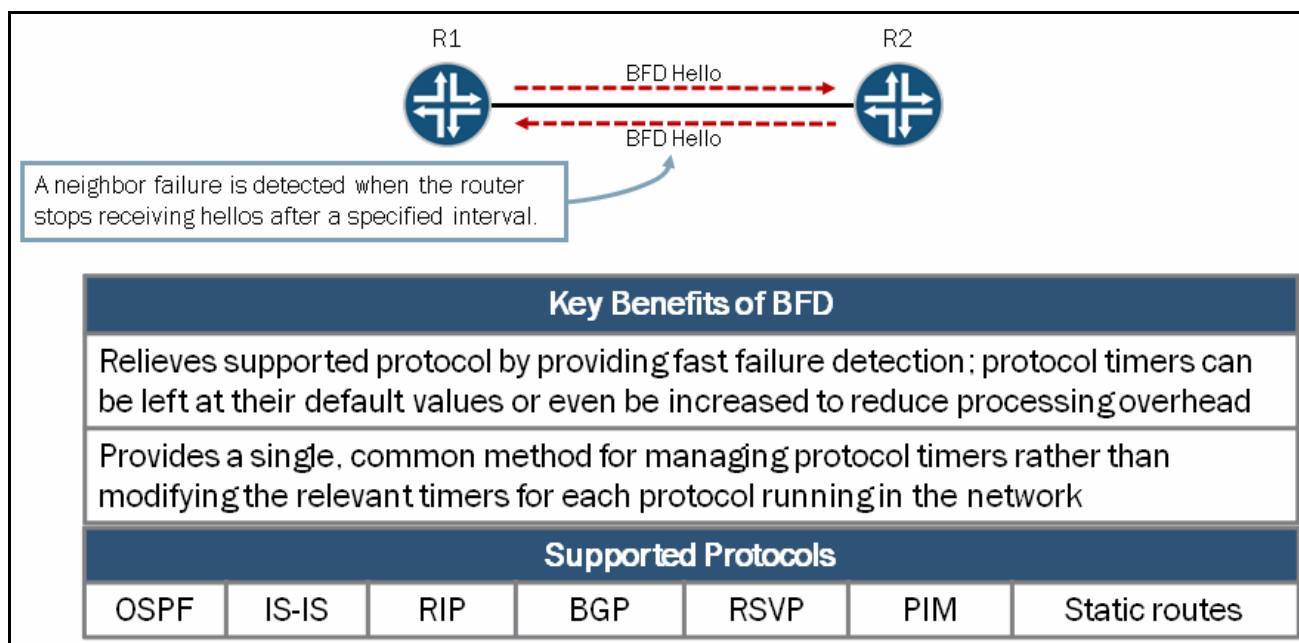 R1
R2
BFD Hello
BFD Hello
A neighbor failure is detected when the router
stops receiving hellos after a specified interval.
Key Benefits of BFD
Relieves supported protocol by providing fast failure detection; protocol timers can
be left at their default values or even be increased to reduce processing overhead
Provides a single, common method for managing protocol timers rather than
modifying the relevant timers for each protocol running in the network
Supported Protocols
OSPF IS-IS RIP BGP RSVP PIM Static routes